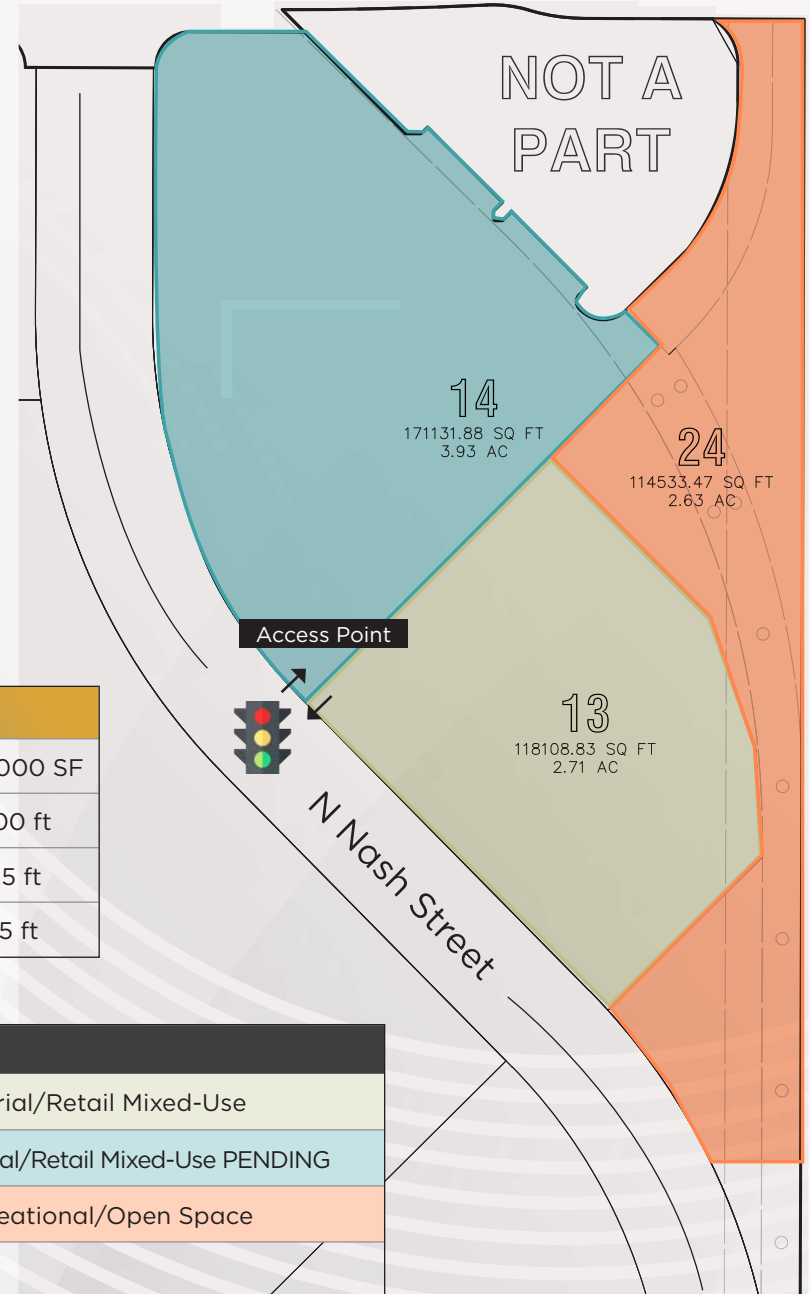 NOT A
PART
14
171131.88 SQ FT
3.93 AC
24
114533.47 SQ FT
2.63 AC
Access Point
13
118108.83 SQ FT
2.71 AC
N Nash Street
000 SF
00 ft
5 ft
5 ft
rial/Retail Mixed-Use
al/Retail Mixed-Use PENDING
eational/Open Space